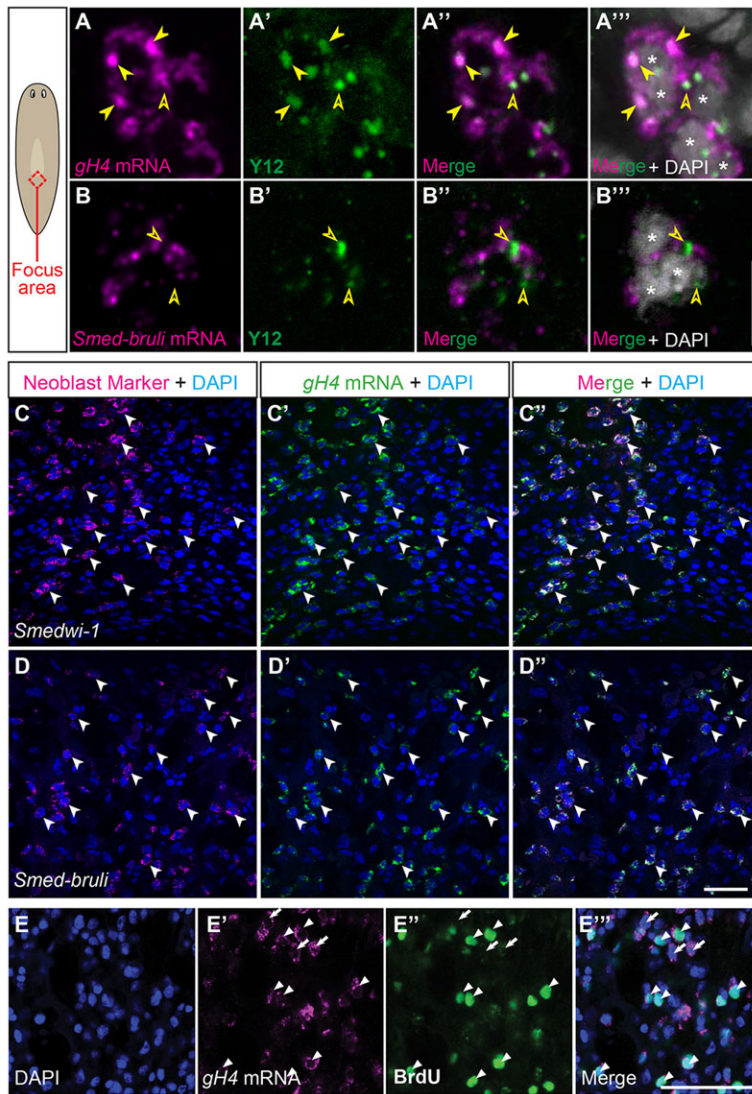 A
A'
A''
A'''
gH4 mRNA
Y12
Merge
Merge + DAPI
B
B'
B''
B'''
Focus
area
Smed-bruli mRNA
Y12
Merge
Merge + DAPI
Neoblast Marker + DAPI
gH4 mRNA + DAPI
Merge + DAPI
C
C'
C''
Smedwi-1
D
D'
D''
Smed-bruli
E
E'
E''
E'''
DAPI
gH4 mRNA
BrdU
Merge